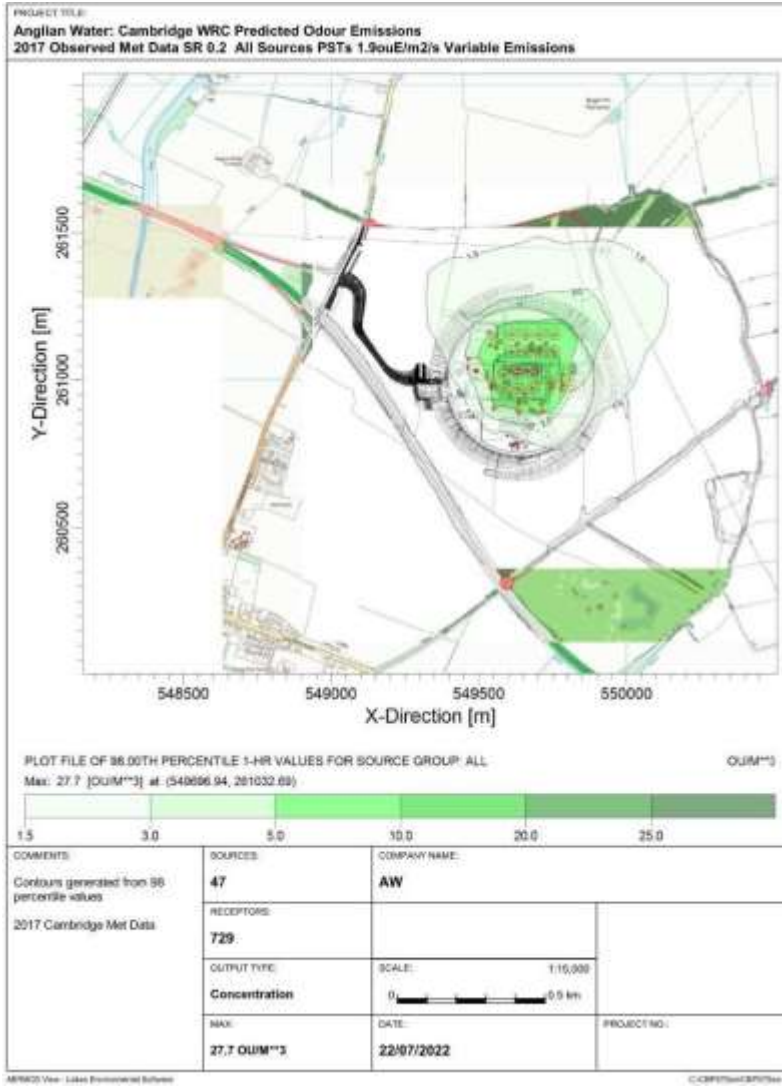 PROJECT TITLE:
Anglian Water: Cambridge WRC Predicted Odour Emissions
2017 Observed Met Data SR 0.2 All Sources PSTs 1.9ouE/m2/s Variable Emissions
Y-Direction [m]
261500
261000
260500
548500 549000 549500 550000
X-Direction [m]
PLOT FILE OF 98.00TH PERCENTILE 1-HR VALUES FOR SOURCE GROUP: ALL
OU/M**3
Max: 27.7 [OU/M**3] at (549696.94, 261032.69)
1.5 3.0 5.0 10.0 20.0 25.0
COMMENTS:
Contours generated from 98
percentile values
2017 Cambridge Met Data
SOURCES:
47
COMPANY NAME:
AW
RECEPTORS:
729
OUTPUT TYPE:
Concentration
SCALE:
1:15,000
0 0.5 km
MAX:
27.7 OU/M**3
DATE:
22/07/2022
PROJECT NO.:
AERMOD View - Lakes Environmental Software